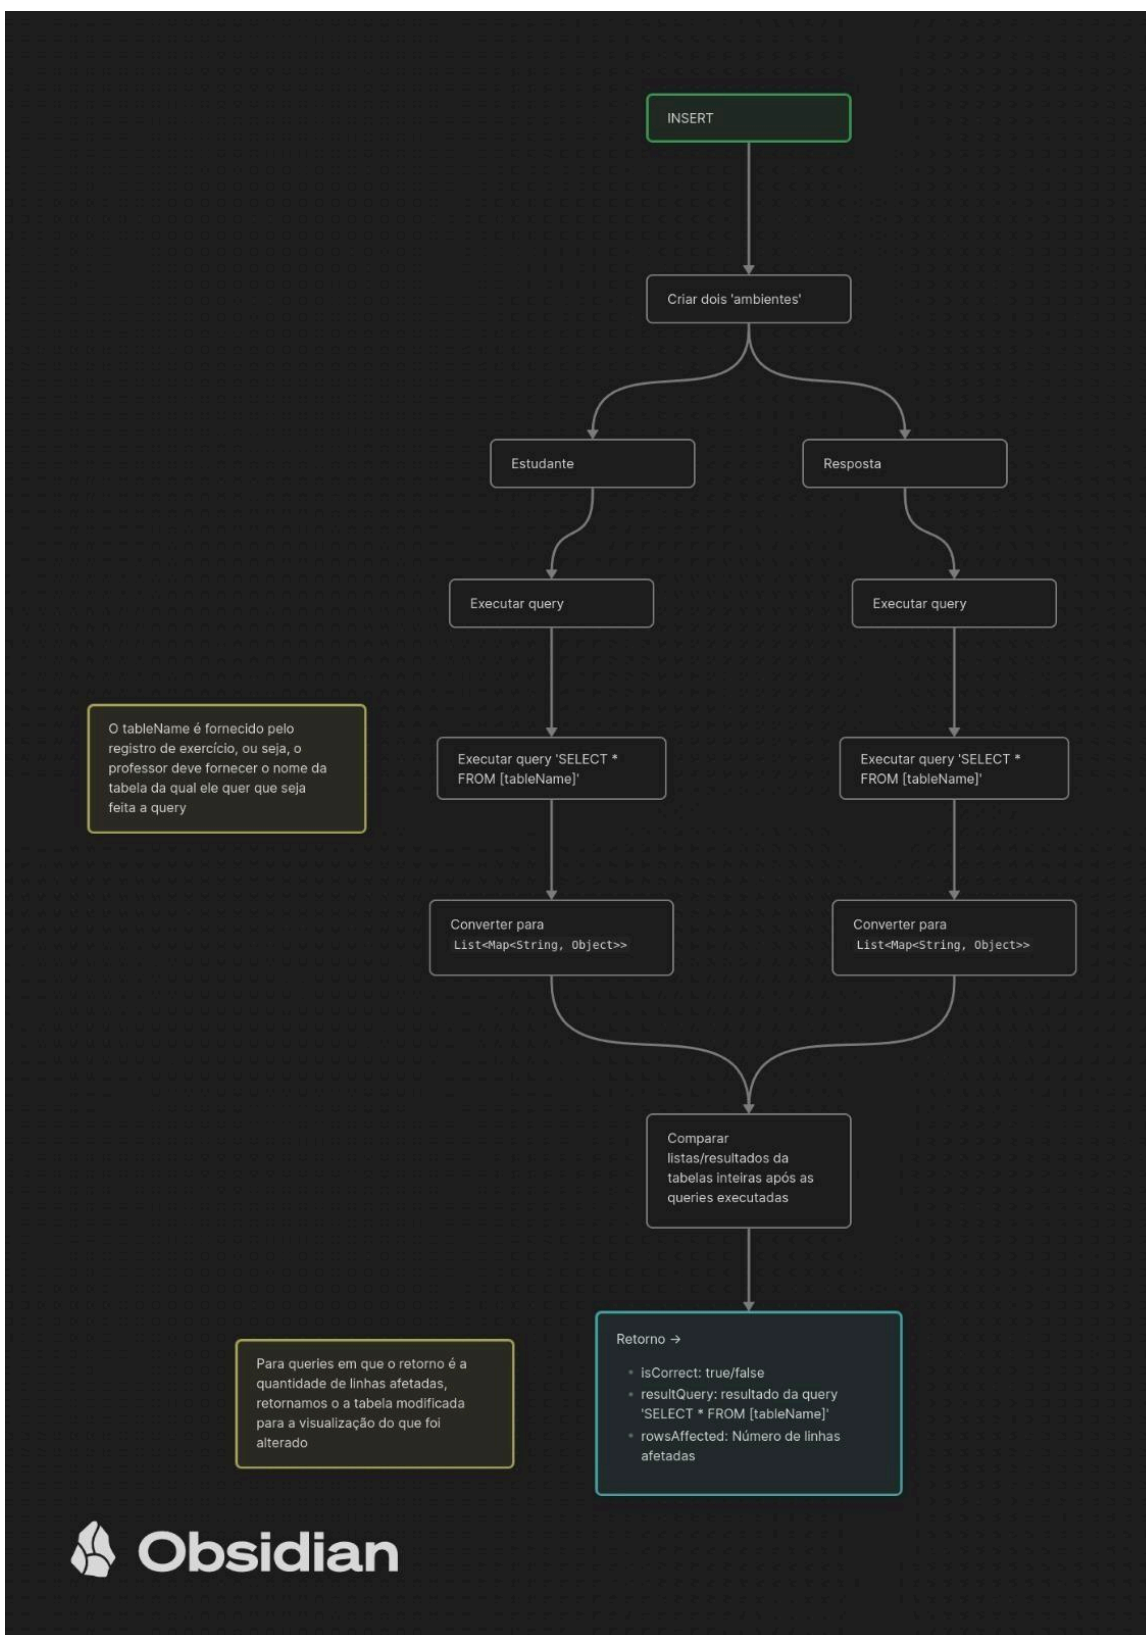 INSERT
Criar dois 'ambientes'
Estudante
Resposta
Executar query
Executar query
O tableName é fornecido pelo
registro de exercício, ou seja, o
professor deve fornecer o nome da
tabela da qual ele quer que seja
feita a query
Executar query 'SELECT *
FROM [tableName]'
Executar query 'SELECT *
FROM [tableName]'
Converter para
List<Map<String, Object>>
Converter para
List<Map<String, Object>>
Comparar
listas/resultados da
tabelas inteiras após as
queries executadas
Para queries em que o retorno é a
quantidade de linhas afetadas,
retornamos o a tabela modificada
para a visualização do que foi
alterado
Retorno →
• isCorrect: true/false
• resultQuery: resultado da query
'SELECT * FROM [tableName]'
• rowsAffected: Número de linhas
afetadas
Obsidian